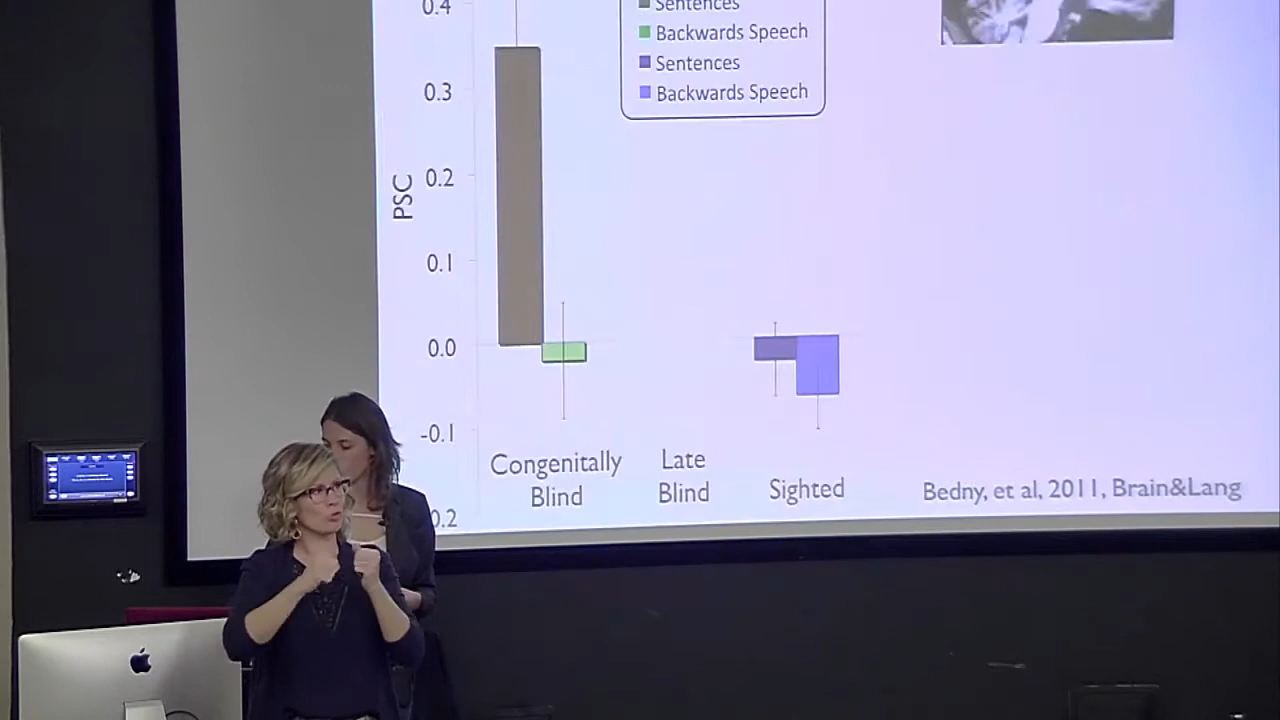 0.4
Sentences
Backwards Speech
Sentences
Backwards Speech
0.3
0.2
PSC
0.1
0.0
-0.1
0.2
Congenitally
Blind
Late
Blind
Sighted
Bedny, et al, 2011, Brain&Lang